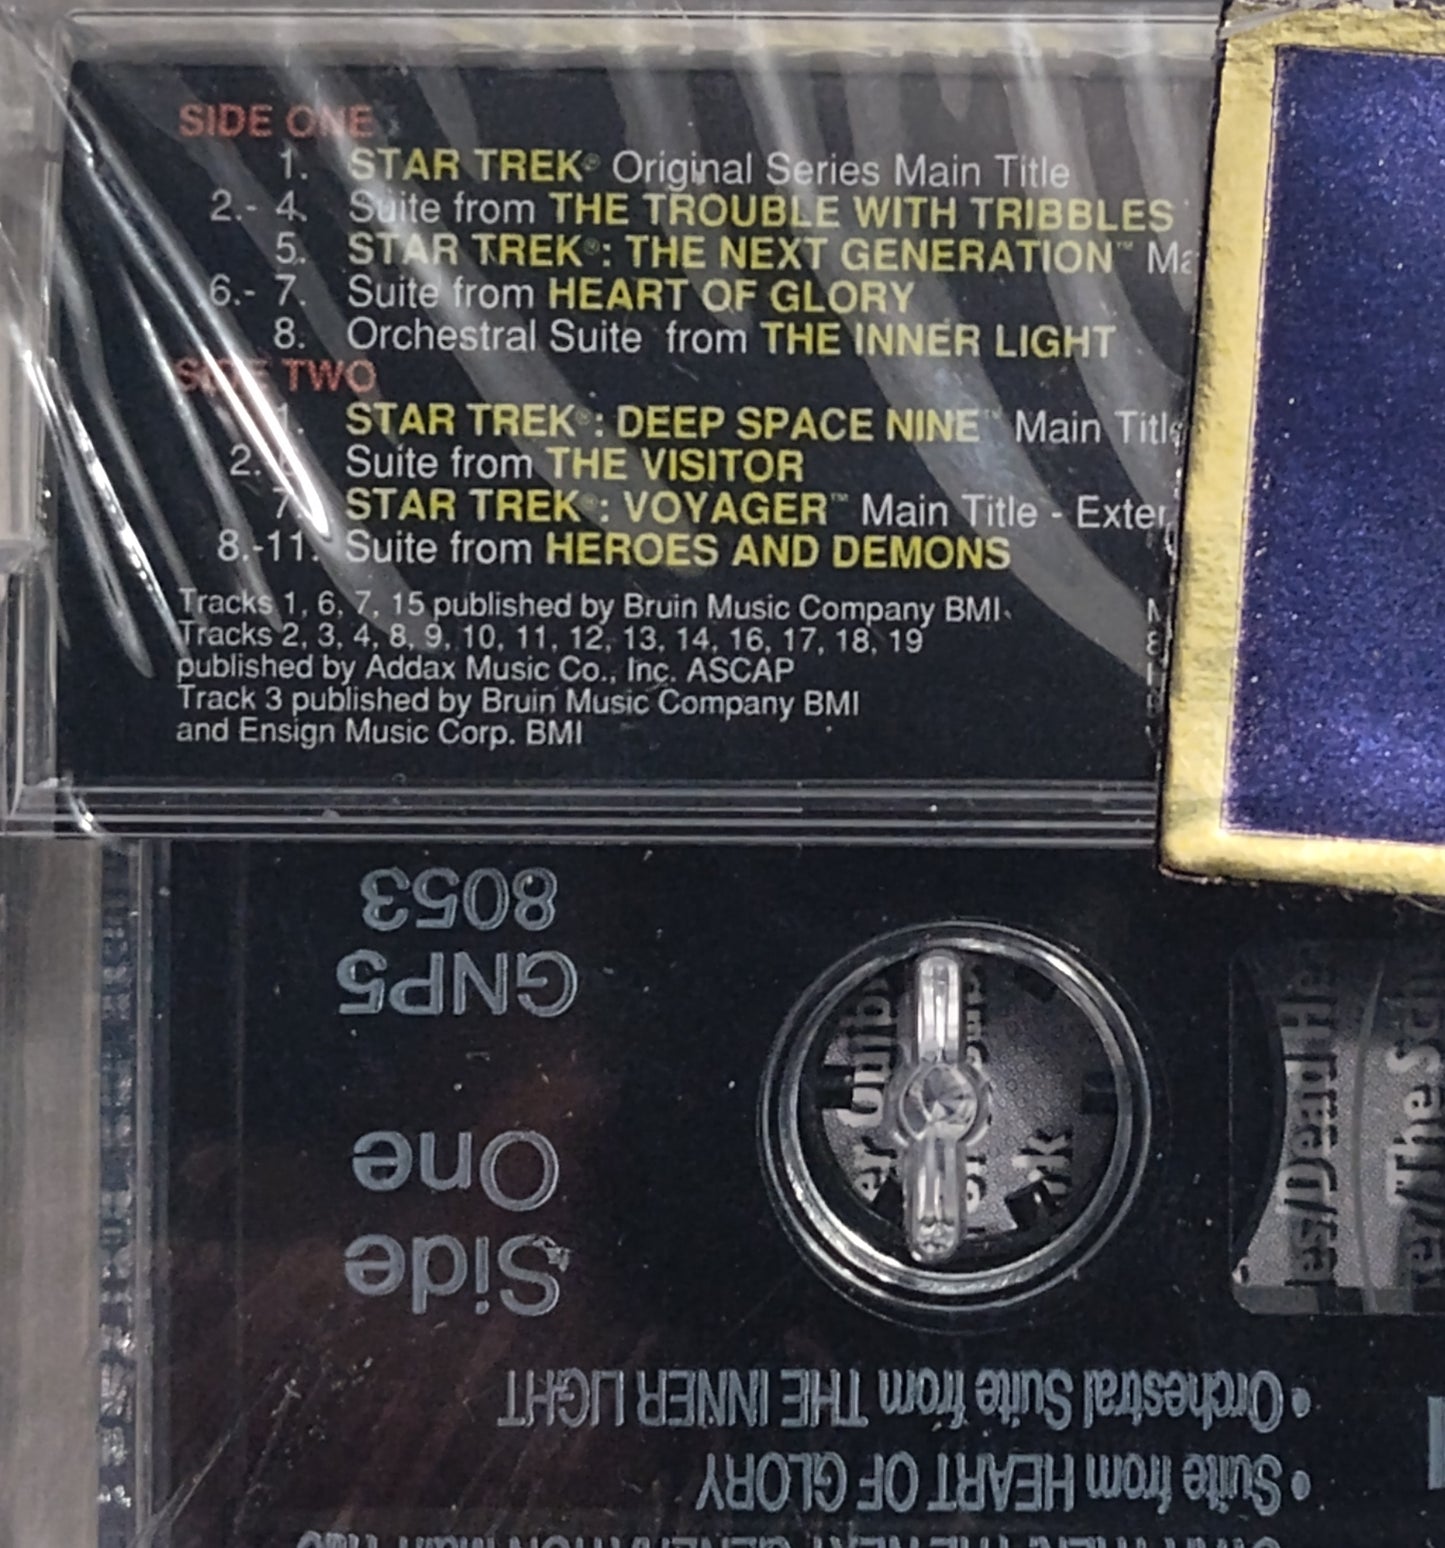 SIDE ONE
1. STAR TREK® Original Series Main Title
2.- 4. Suite from THE TROUBLE WITH TRIBBLES
5. STAR TREK®: THE NEXT GENERATION™
6.- 7. Suite from HEART OF GLORY
8. Orchestral Suite from THE INNER LIGHT
SIDE TWO
1. STAR TREK®: DEEP SPACE NINE™ Main Title
2. Suite from THE VISITOR
7. STAR TREK®: VOYAGER™ Main Title -
8.-11. Suite from HEROES AND DEMONS
Tracks 1, 6, 7, 15 published by Bruin Music Company BMI
Tracks 2, 3, 4, 8, 9, 10, 11, 12, 13, 14, 16, 17, 18, 19
published by Addax Music Co., Inc. ASCAP
Track 3 published by Bruin Music Company BMI
and Ensign Music Corp. BMI
• Suite from HEART OF GLORY
• Orchestral Suite from THE INNER LIGHT
Side
One
GNP5
8053